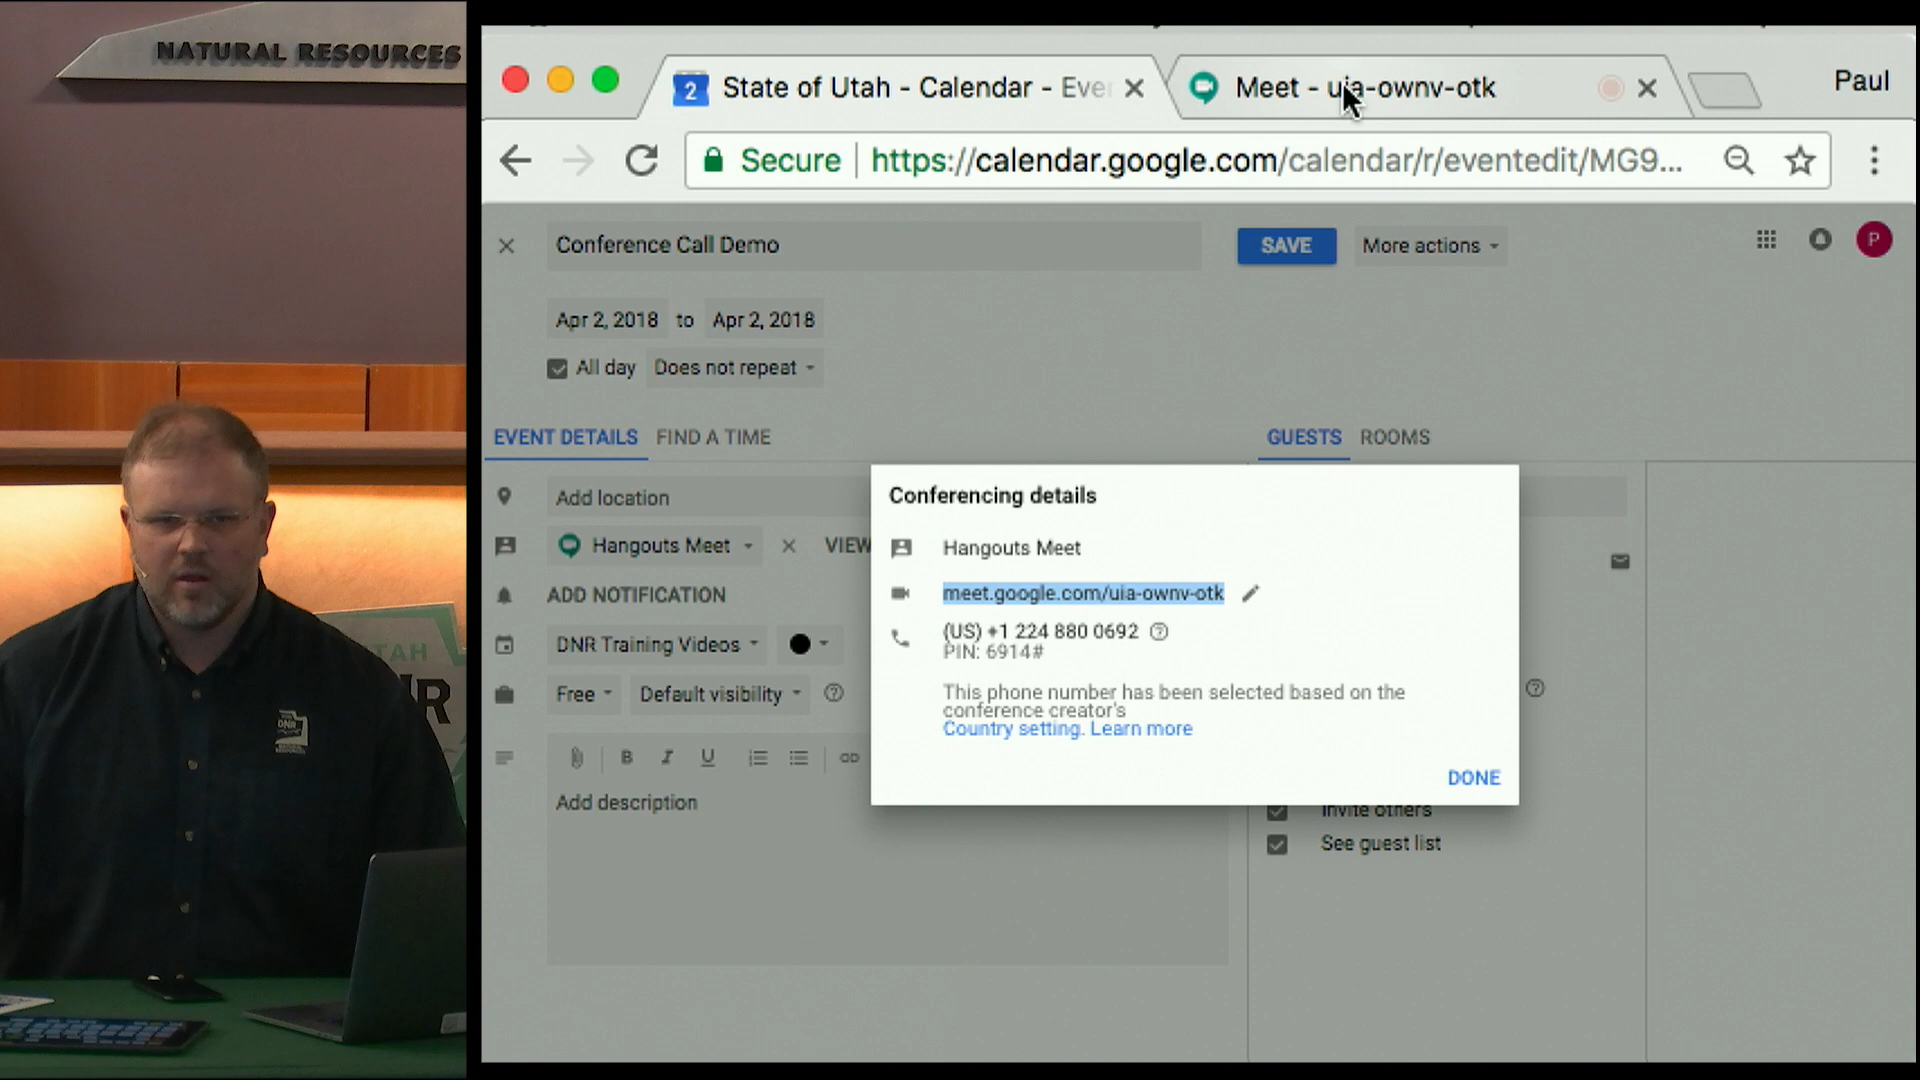 NATURAL RESOURCES
State of Utah - Calendar - Eve
Meet - uia-ownv-otk
Paul
Secure
https://calendar.google.com/calendar/r/eventedit/MG9...
Conference Call Demo
SAVE
More actions
P
Apr 2, 2018 to Apr 2, 2018
All day
Does not repeat
EVENT DETAILS
FIND A TIME
GUESTS
ROOMS
Add location
Conferencing details
Hangouts Meet
VIEW
Hangouts Meet
meet.google.com/uia-ownv-otk
ADD NOTIFICATION
(US) +1 224 880 0692
PIN: 6914#
DNR Training Videos
Free
Default visibility
This phone number has been selected based on the
conference creator's
Country setting. Learn more
DONE
B I U
Add description
Invite others
See guest list
DNR
2